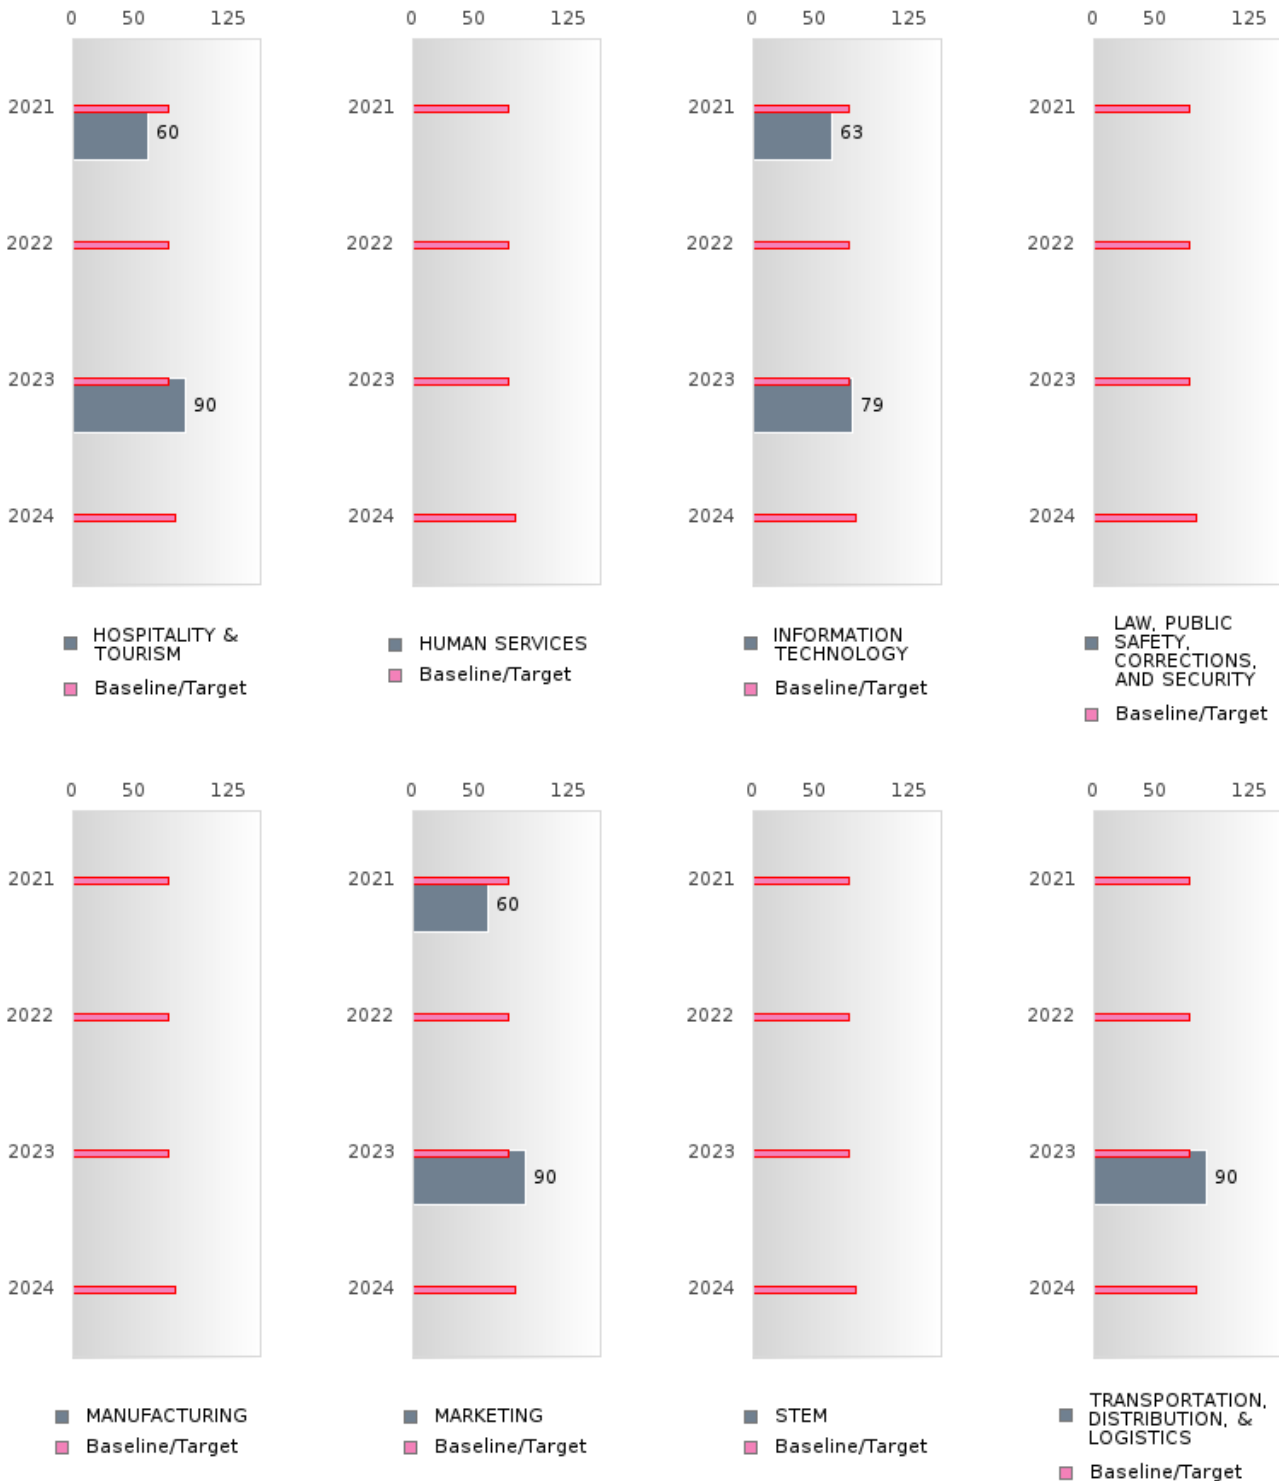 0 50 125
2021
60
2022
2023
90
2024
HOSPITALITY &
TOURISM
Baseline/Target
0 50 125
2021
2022
2023
2024
HUMAN SERVICES
Baseline/Target
0 50 125
2021
63
2022
2023
79
2024
INFORMATION
TECHNOLOGY
Baseline/Target
0 50 125
2021
2022
2023
2024
LAW, PUBLIC
SAFETY,
CORRECTIONS,
AND SECURITY
Baseline/Target
0 50 125
2021
2022
2023
2024
MANUFACTURING
Baseline/Target
0 50 125
2021
60
2022
2023
90
2024
MARKETING
Baseline/Target
0 50 125
2021
2022
2023
2024
STEM
Baseline/Target
0 50 125
2021
2022
2023
90
2024
TRANSPORTATION,
DISTRIBUTION, &
LOGISTICS
Baseline/Target